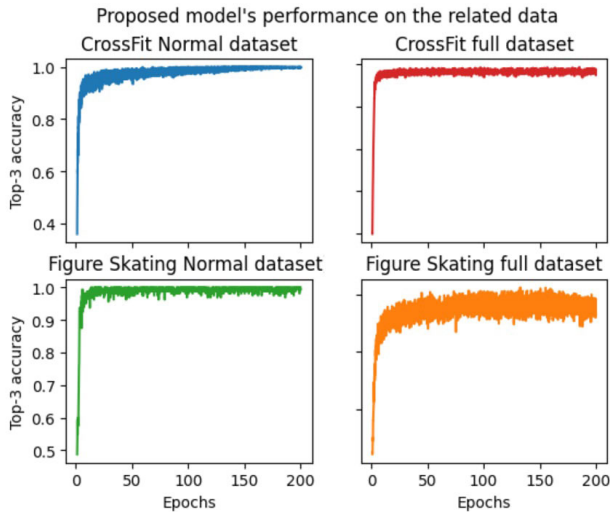 Proposed model's performance on the related data
CrossFit Normal dataset
CrossFit full dataset
Top-3 accuracy
1.0
0.8
0.6
0.4
Figure Skating Normal dataset
Figure Skating full dataset
Top-3 accuracy
1.0
0.9
0.8
0.7
0.6
0.5
0 50 100 150 200
0 50 100 150 200
Epochs
Epochs